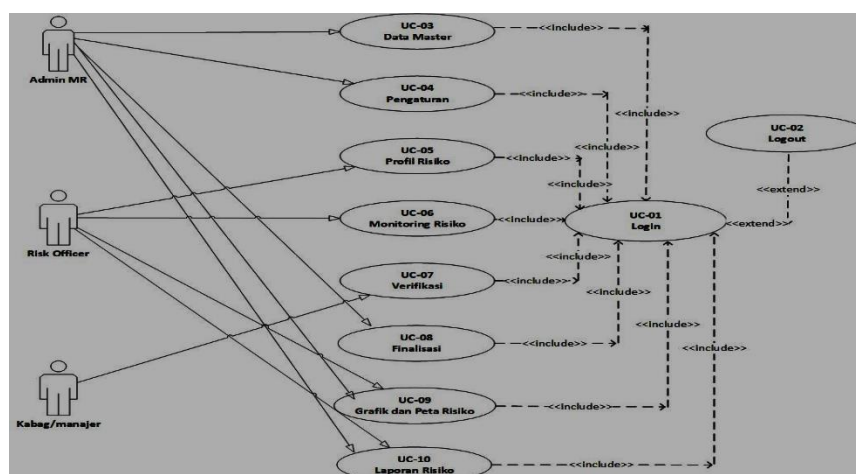 UC-03
Data Master
<<include>>
Admin MR
UC-04
Pengaturan
<<include>>
<<include>>
<<include>>
UC-02
Logout
UC-05
Profil Risiko
<<include>>
<<include>>
<<extend>>
UC-06
Monitoring Risiko
<<include>>
UC-01
Login
<<extend>>
Risk Officer
UC-07
Verifikasi
<<include>>
<<include>>
<<include>>
<<include>>
UC-08
Finalisasi
<<include>>
<<include>>
UC-09
Grafik dan Peta Risiko
<<include>>
Kabag/manajer
UC-10
Laporan Risiko
<<include>>